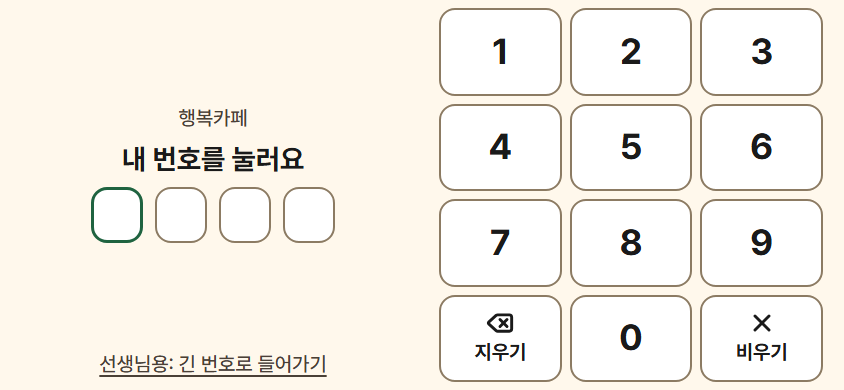 행복카페
내 번호를 눌러요
선생님용: 긴 번호로 들어가기
1 2 3
4 5 6
7 8 9
지우기 0 비우기